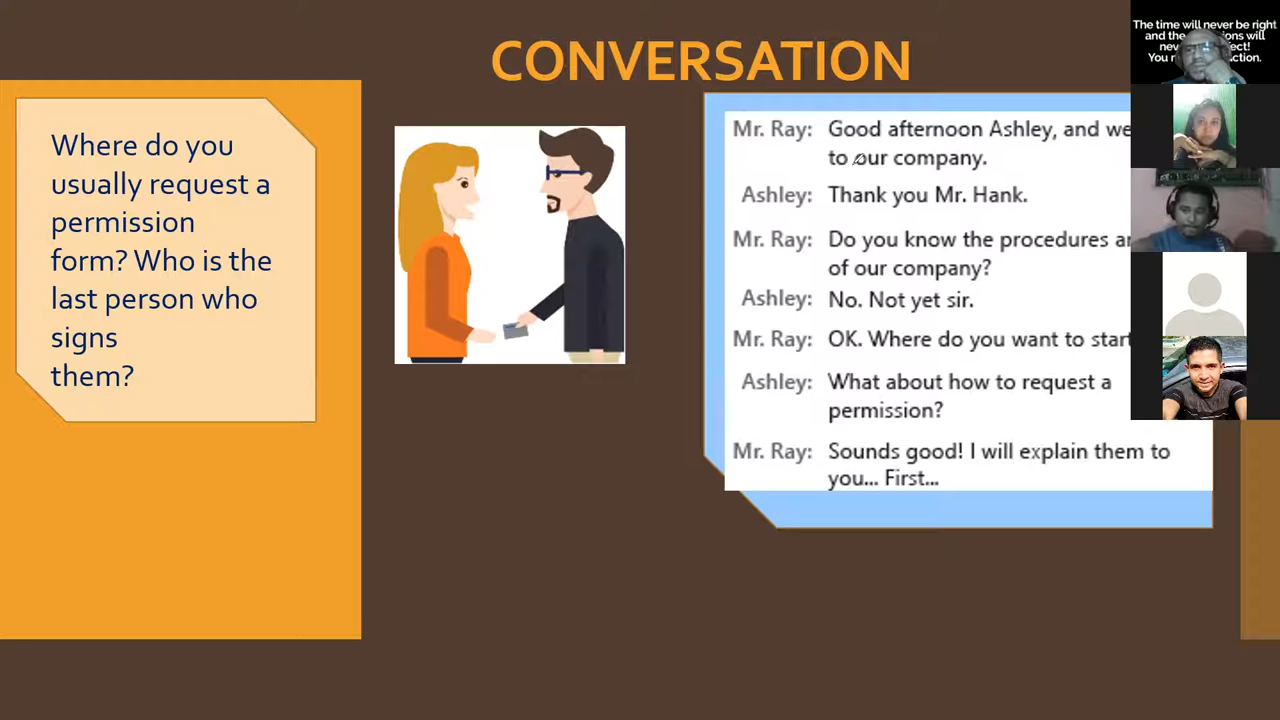 CONVERSATION
Where do you
usually request a
permission
form? Who is the
last person who
signs
them?
Mr. Ray: Good afternoon Ashley, and we
to our company.
Ashley: Thank you Mr. Hank.
Mr. Ray: Do you know the procedures
of our company?
Ashley: No. Not yet sir.
Mr. Ray: OK. Where do you want to start
Ashley: What about how to request a
permission?
Mr. Ray: Sounds good! I will explain them to
you... First...
The time will never be right
and the will
You